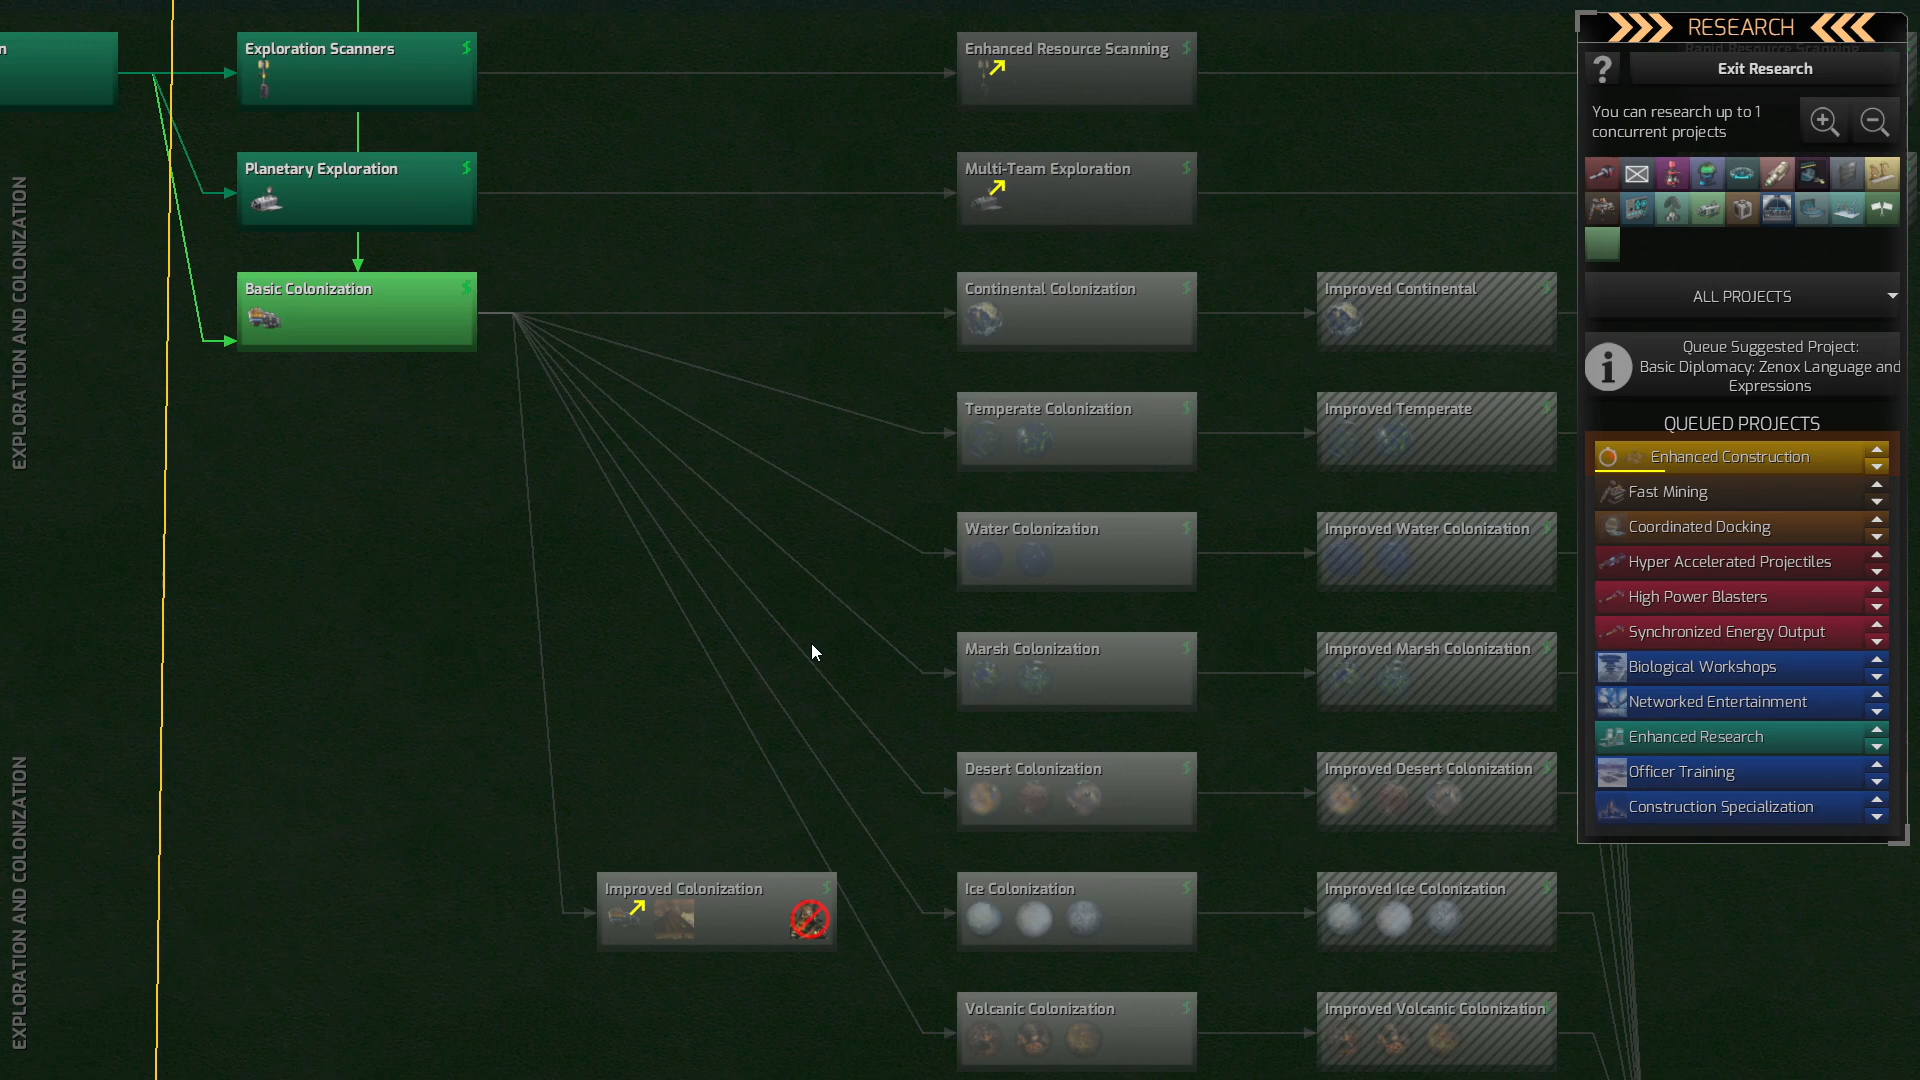 n
Exploration Scanners
Planetary Exploration
Basic Colonization
EXPLORATION AND COLONIZATION
EXPLORATION AND COLONIZATION
Improved Colonization
Enhanced Resource Scanning
Multi-Team Exploration
Continental Colonization
Temperate Colonization
Water Colonization
Marsh Colonization
Desert Colonization
Ice Colonization
Volcanic Colonization
Improved Continental
Improved Temperate
Improved Water Colonization
Improved Marsh Colonization
Improved Desert Colonization
Improved Ice Colonization
Improved Volcanic Colonization
RESEARCH
Rapid Resource Scanning
?
Exit Research
You can research up to 1
concurrent projects
ALL PROJECTS
Queue Suggested Project:
Basic Diplomacy: Zenox Language and
Expressions
QUEUED PROJECTS
Enhanced Construction
Fast Mining
Coordinated Docking
Hyper Accelerated Projectiles
High Power Blasters
Synchronized Energy Output
Biological Workshops
Networked Entertainment
Enhanced Research
Officer Training
Construction Specialization